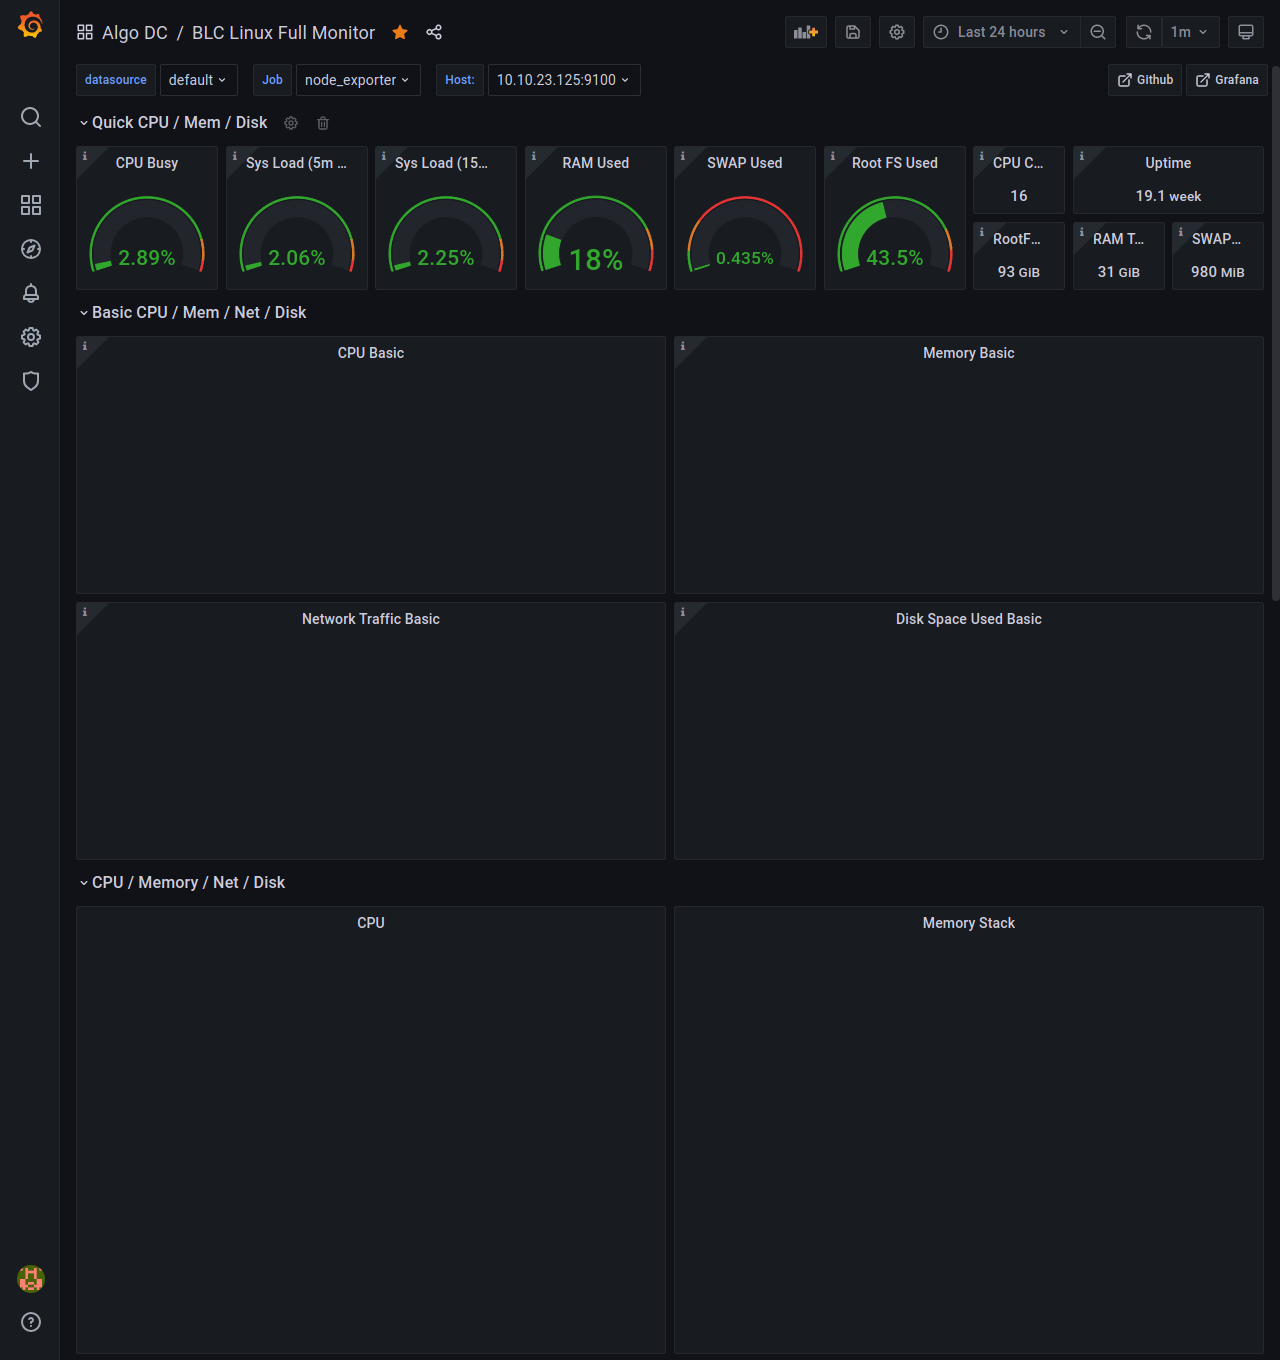 Algo DC / BLC Linux Full Monitor
Last 24 hours
1m
datasource default Job node_exporter Host: 10.10.23.125:9100 Github Grafana
Quick CPU / Mem / Disk
CPU Busy
2.89%
Sys Load (5m ...
2.06%
Sys Load (15...
2.25%
RAM Used
18%
SWAP Used
0.435%
Root FS Used
43.5%
CPU C...
16
Uptime
19.1 week
RootF...
93 GiB
RAM T...
31 GiB
SWAP...
980 MiB
Basic CPU / Mem / Net / Disk
CPU Basic
Memory Basic
Network Traffic Basic
Disk Space Used Basic
CPU / Memory / Net / Disk
CPU
Memory Stack